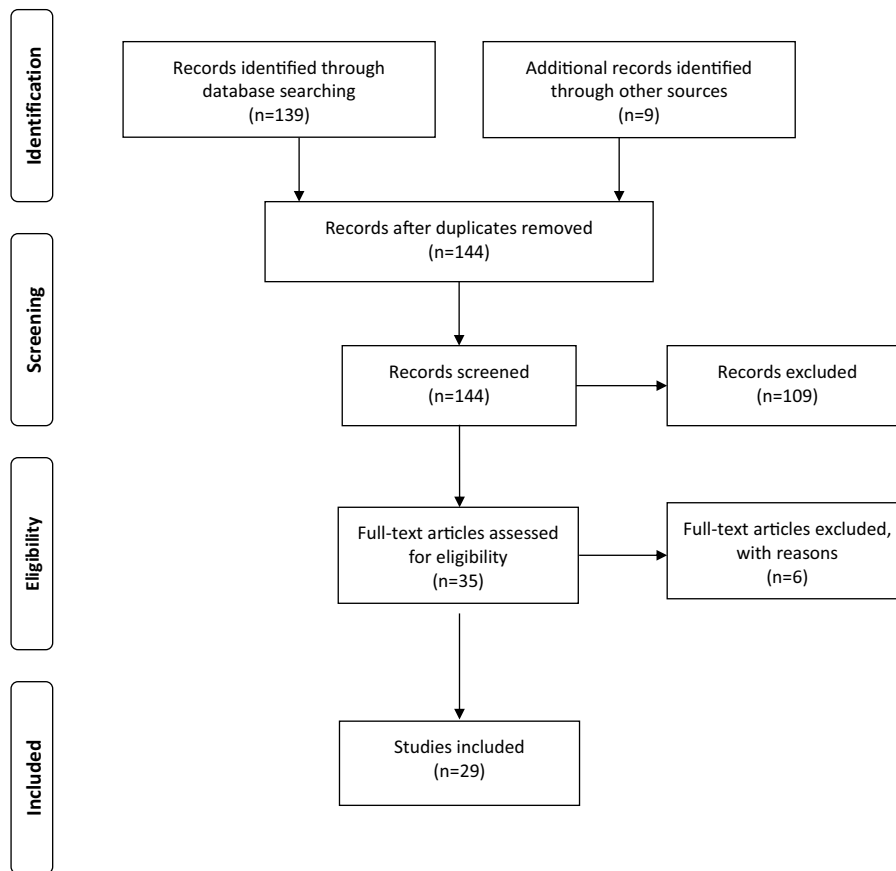 Identification
Records identified through
database searching
(n=139)
Additional records identified
through other sources
(n=9)
Records after duplicates removed
(n=144)
Screening
Records screened
(n=144)
Records excluded
(n=109)
Eligibility
Full-text articles assessed
for eligibility
(n=35)
Full-text articles excluded,
with reasons
(n=6)
Included
Studies included
(n=29)